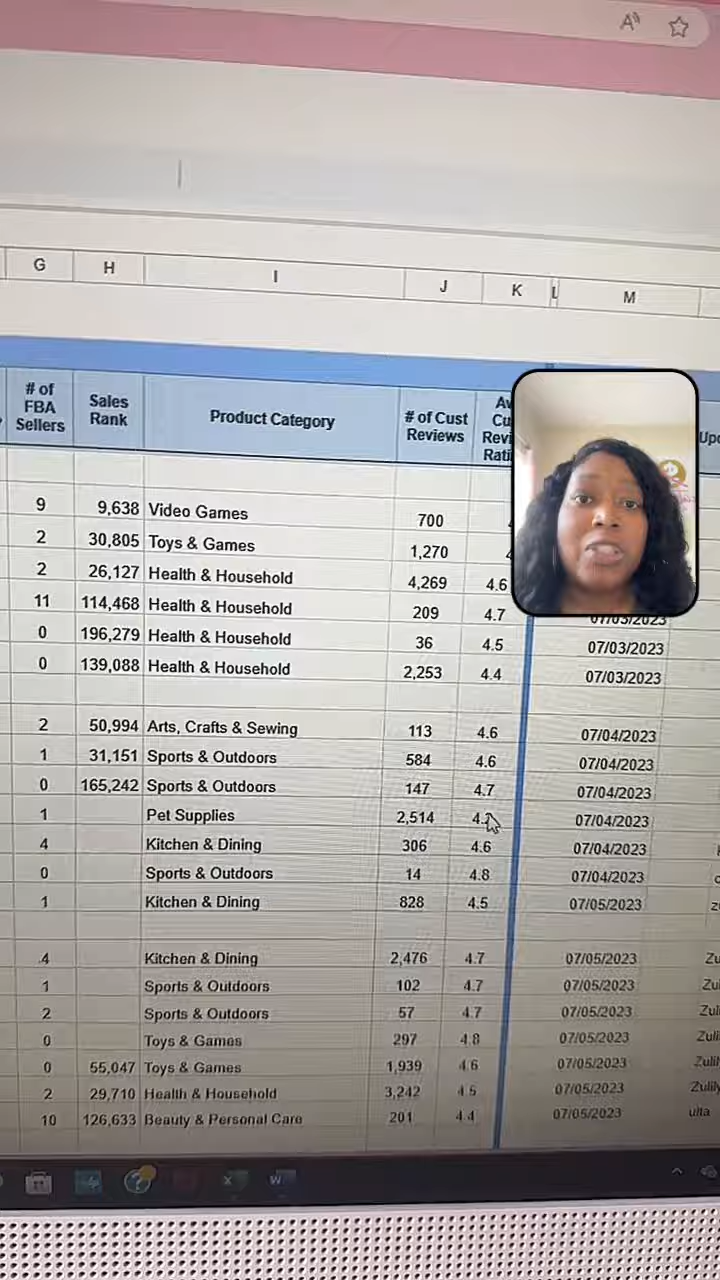 A
G H I J K L M
# of FBA Sellers Sales Rank Product Category # of Cust Reviews
9 9,638 Video Games 700
2 30,805 Toys & Games 1,270
2 26,127 Health & Household 4,269 4.6
11 114,468 Health & Household 209 4.7 07/03/2023
0 196,279 Health & Household 36 4.5 07/03/2023
0 139,088 Health & Household 2,253 4.4 07/03/2023
2 50,994 Arts, Crafts & Sewing 113 4.6 07/04/2023
1 31,151 Sports & Outdoors 584 4.6 07/04/2023
0 165,242 Sports & Outdoors 147 4.7 07/04/2023
1 Pet Supplies 2,514 07/04/2023
4 Kitchen & Dining 306 4.6 07/04/2023
0 Sports & Outdoors 14 4.8 07/04/2023
1 Kitchen & Dining 828 4.5 07/05/2023
4 Kitchen & Dining 2,476 4.7 07/05/2023
1 Sports & Outdoors 102 4.7 07/05/2023
2 Sports & Outdoors 57 4.7 07/05/2023
0 Toys & Games 297 4.8 07/05/2023
0 55,047 Toys & Games 1,939 4.6 07/05/2023
2 29,710 Health & Household 3,242 4.5 07/05/2023 Zulily
10 126,633 Beauty & Personal Care 201 4.4 07/05/2023 ulta